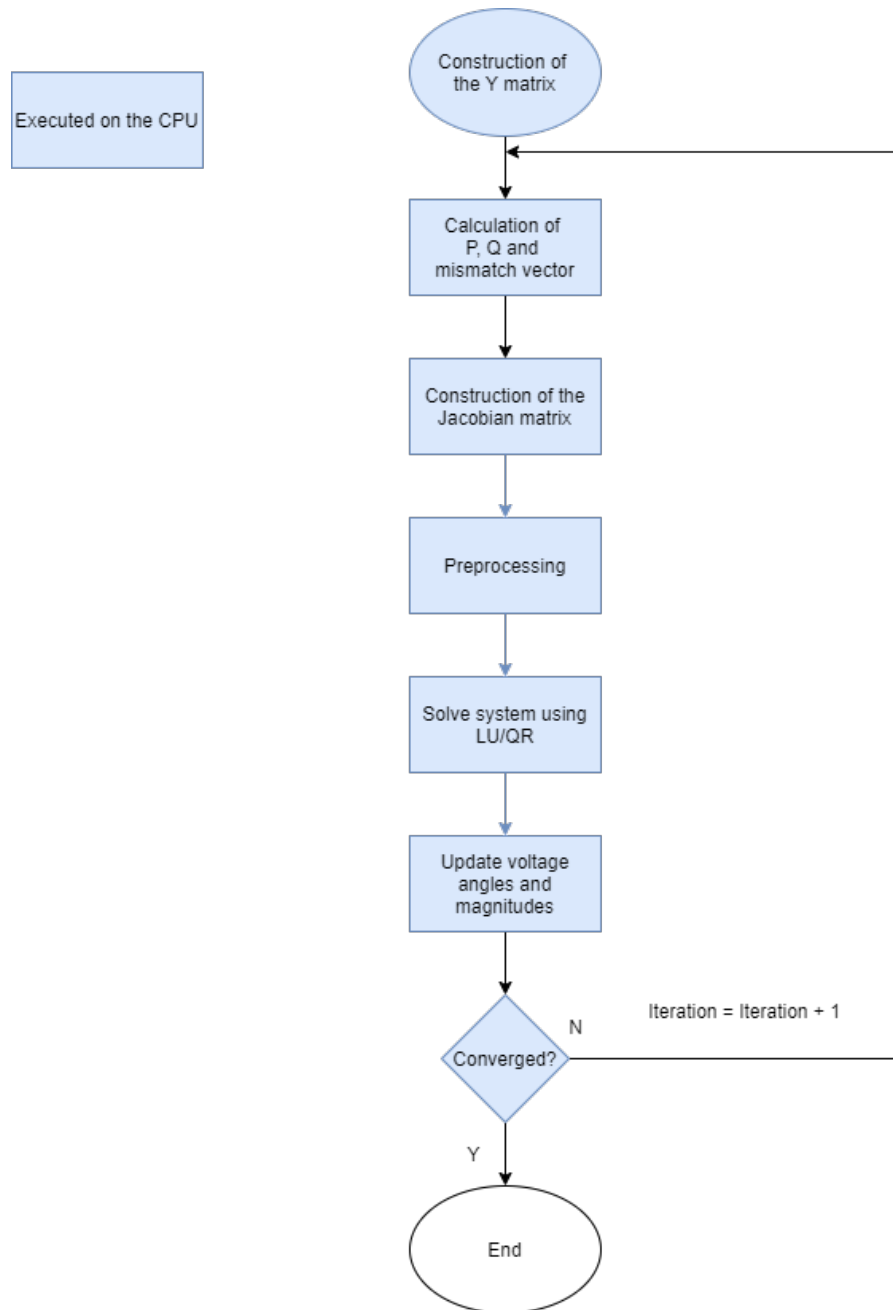 Construction of
the Y matrix
Executed on the CPU
Calculation of
P, Q and
mismatch vector
Construction of the
Jacobian matrix
Preprocessing
Solve system using
LU/QR
Update voltage
angles and
magnitudes
Iteration = Iteration + 1
N
Converged?
Y
End